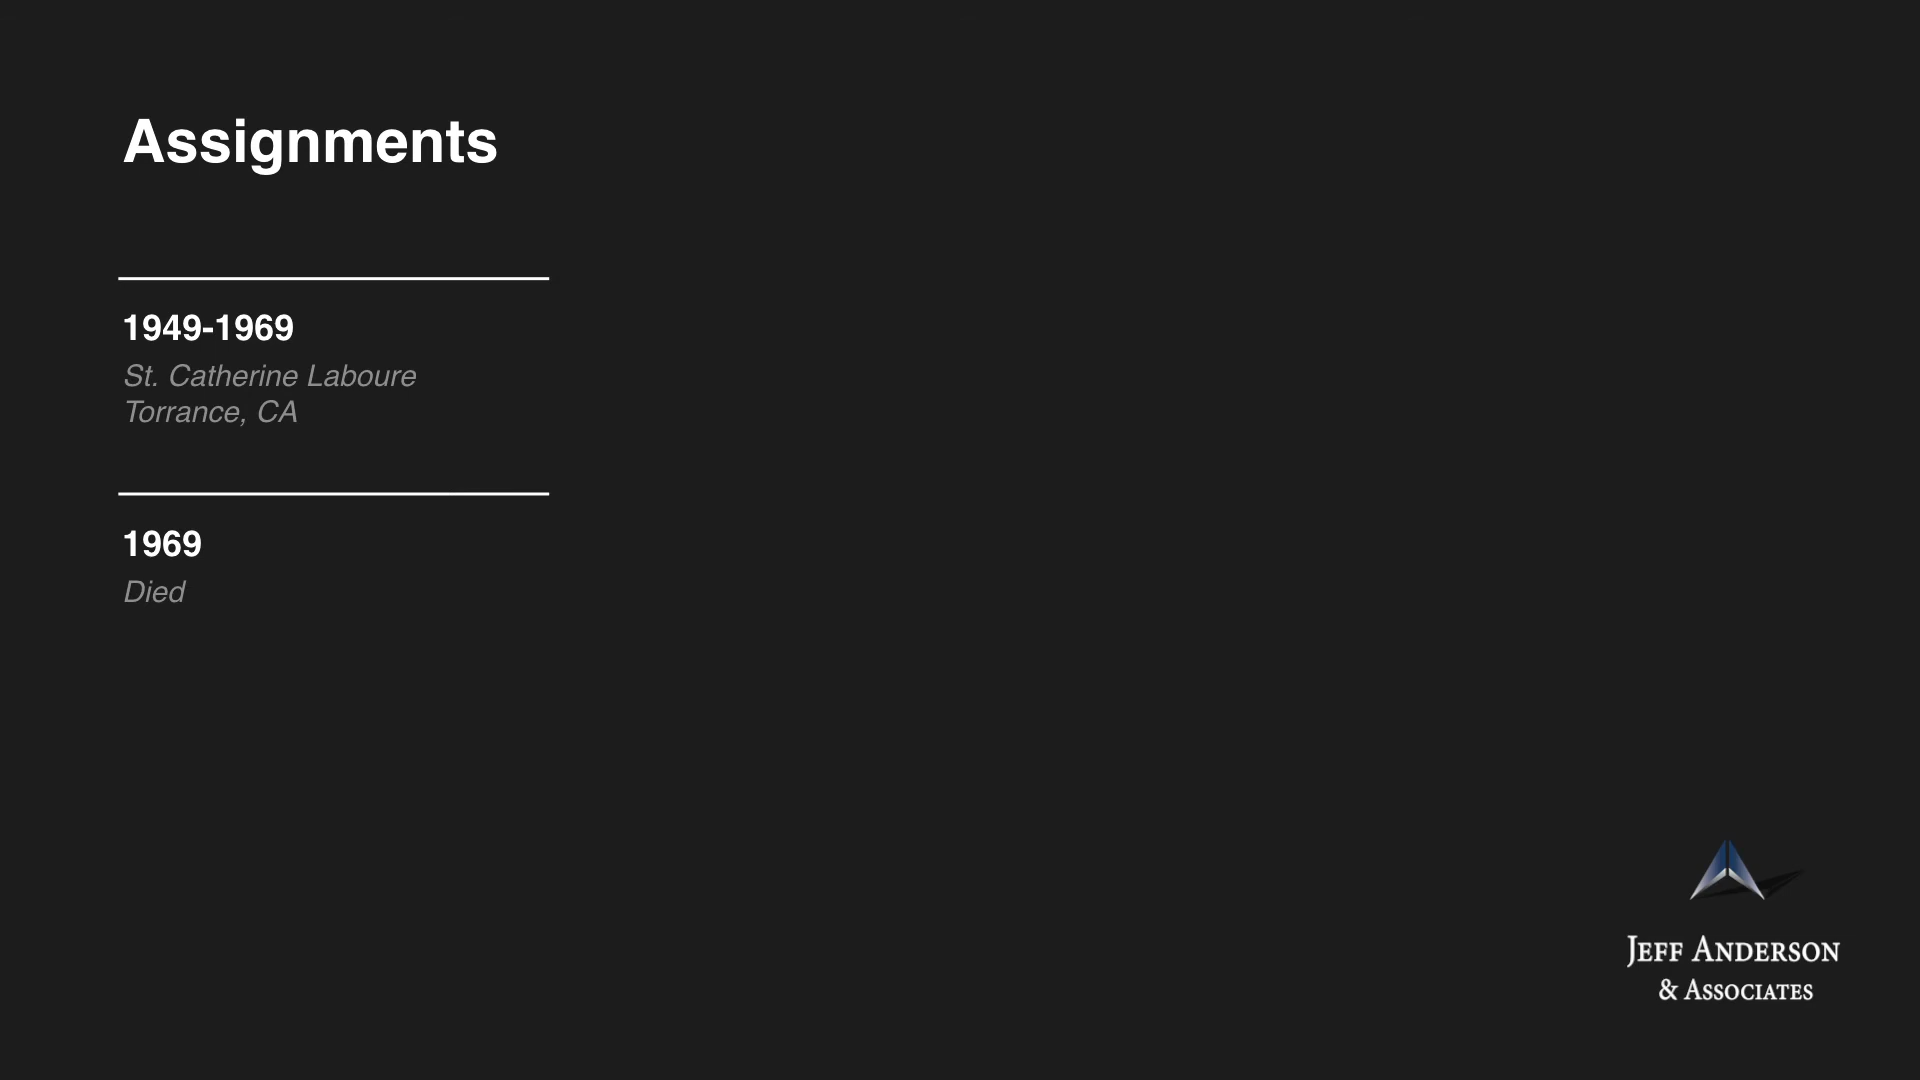 Assignments
1949-1969
St. Catherine Laboure
Torrance, CA
1969
Died
Jeff Anderson
& Associates